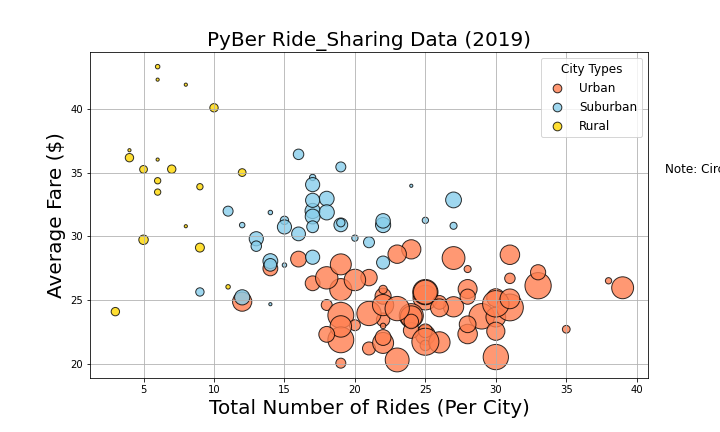 PyBer Ride_Sharing Data (2019)
City Types
Urban
Suburban
Rural
Note: Circ
Average Fare ($)
40
35
30
25
20
5 10 15 20 25 30 35 40
Total Number of Rides (Per City)